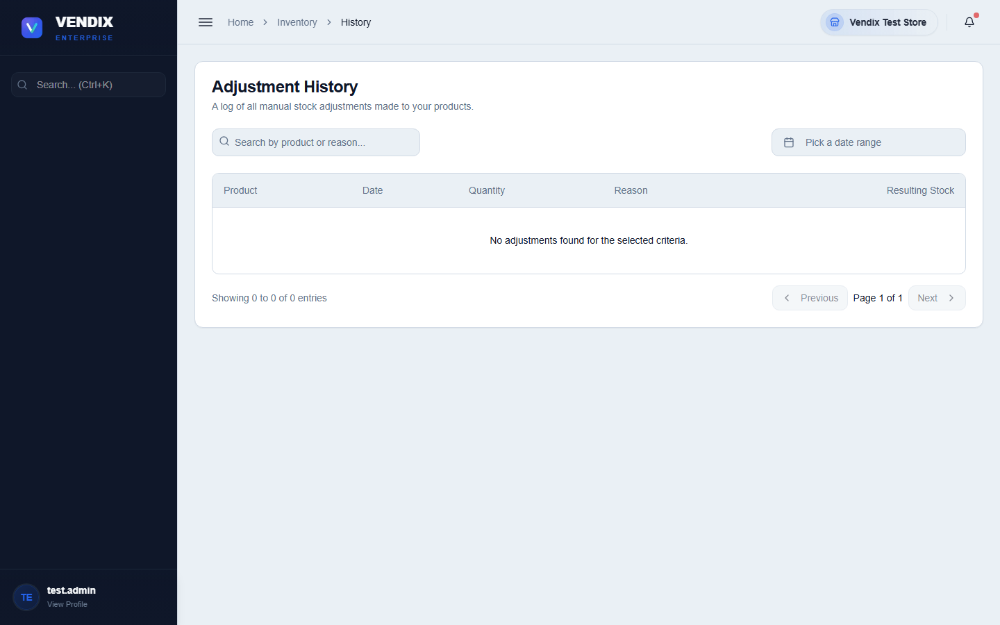 VENDIX
ENTERPRISE
Search... (Ctrl+K)
TE
test.admin
View Profile
Home > Inventory > History
Vendix Test Store
Adjustment History
A log of all manual stock adjustments made to your products.
Search by product or reason...
Pick a date range
Product Date Quantity Reason Resulting Stock
No adjustments found for the selected criteria.
Showing 0 to 0 of 0 entries
Previous Page 1 of 1 Next